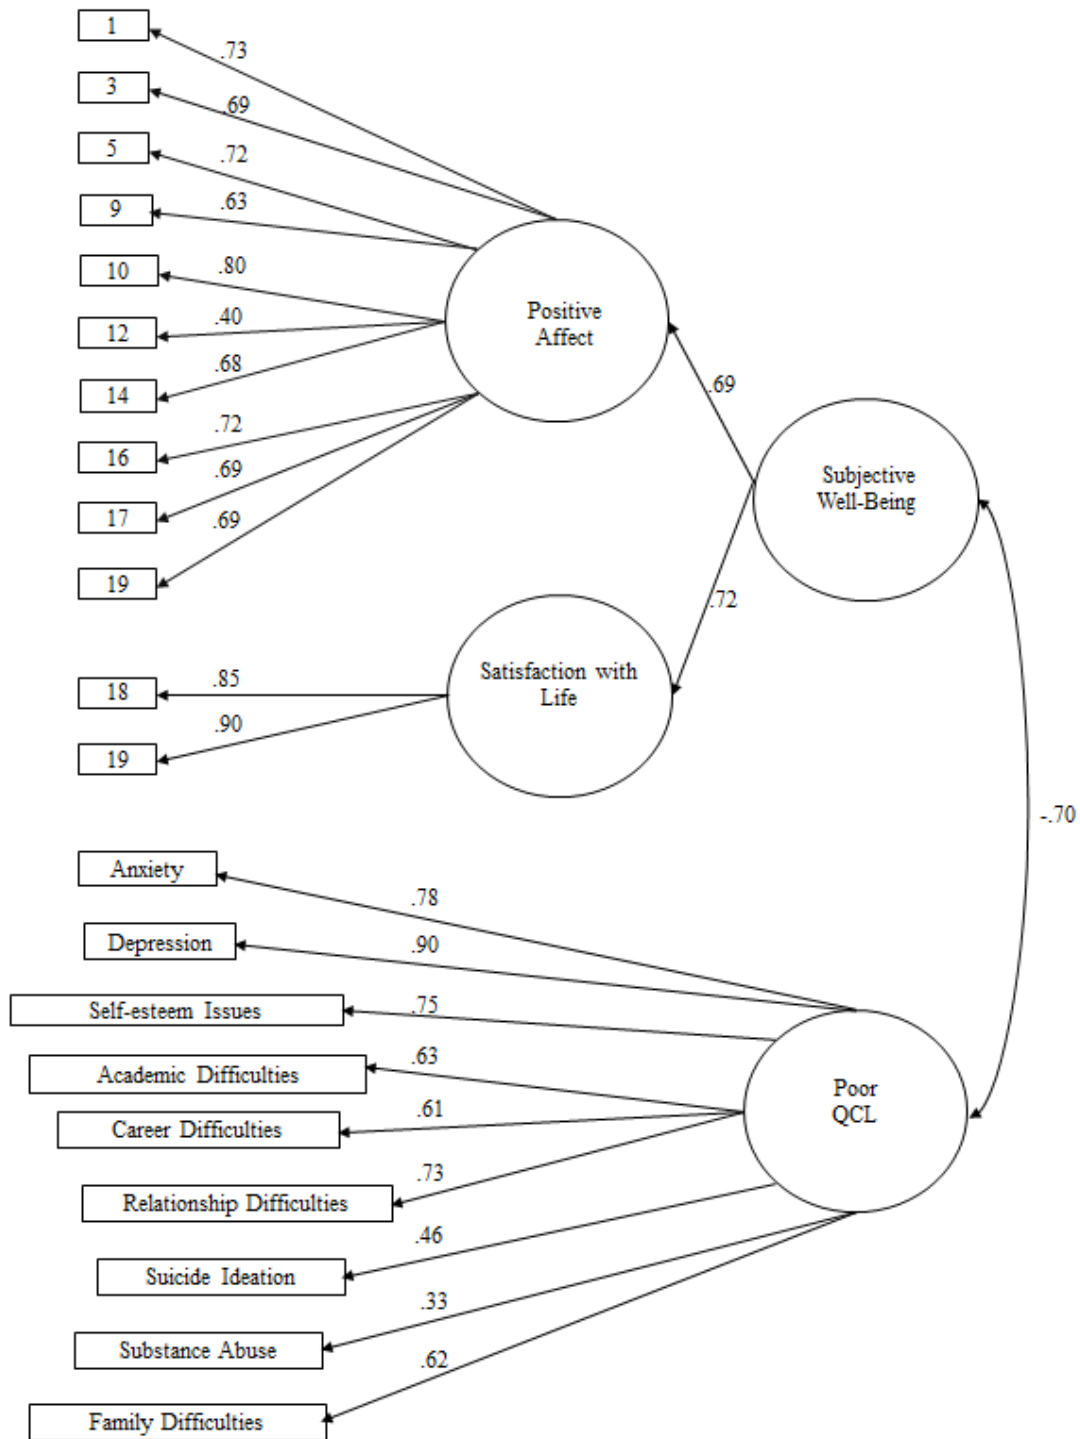 1
.73
3
.69
5
.72
9
.63
10
.80
12
.40
14
.68
16
.72
17
.69
19
.69
Positive
Affect
.69
Subjective
Well-Being
.72
Satisfaction with
Life
18
.85
19
.90
-.70
Anxiety
.78
Depression
.90
Self-esteem Issues
.75
Academic Difficulties
.63
Career Difficulties
.61
Relationship Difficulties
.73
Suicide Ideation
.46
Substance Abuse
.33
Family Difficulties
.62
Poor
QCL